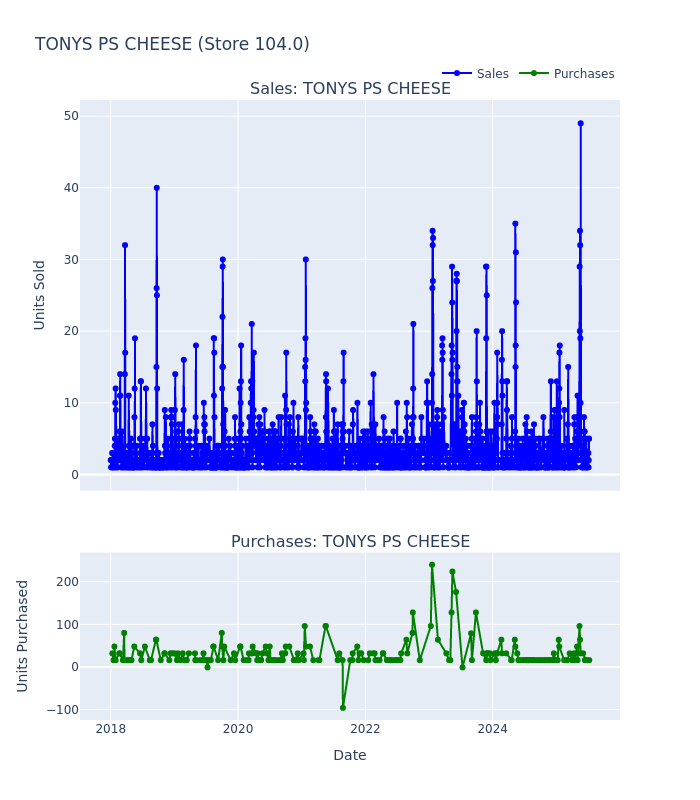 TONYS PS CHEESE (Store 104.0)
Sales Purchases
Sales: TONYS PS CHEESE
50
40
30
20
10
0
Units Sold
Purchases: TONYS PS CHEESE
200
100
0
−100
Units Purchased
2018 2020 2022 2024
Date